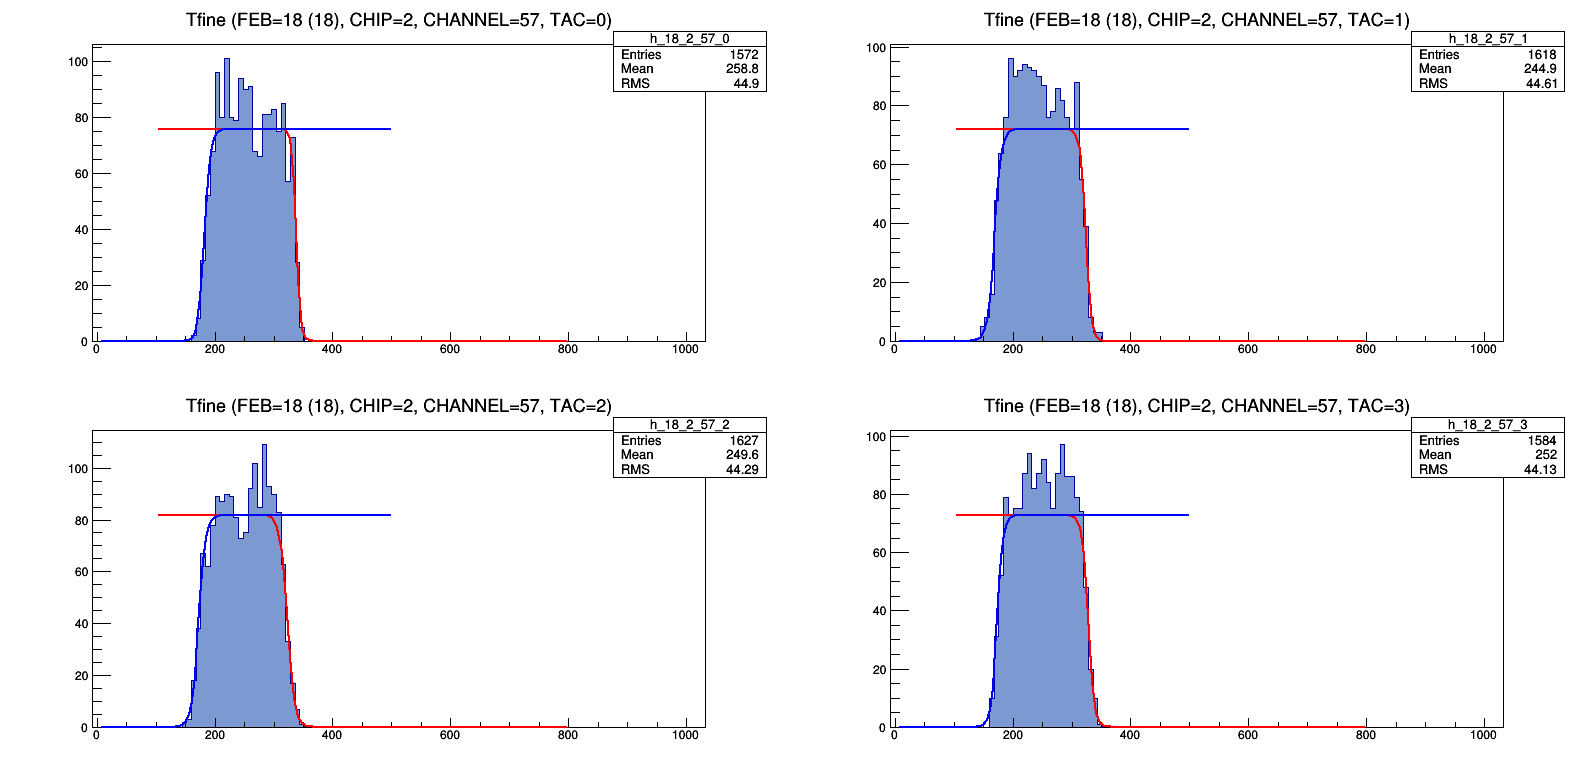 Tfine (FEB=18 (18), CHIP=2, CHANNEL=57, TAC=0)
h_18_2_57_0
Entries 1572
Mean 258.8
RMS 44.9
100
80
60
40
20
0
0 200 400 600 800 1000
Tfine (FEB=18 (18), CHIP=2, CHANNEL=57, TAC=1)
h_18_2_57_1
Entries 1618
Mean 244.9
RMS 44.61
100
80
60
40
20
0
0 200 400 600 800 1000
Tfine (FEB=18 (18), CHIP=2, CHANNEL=57, TAC=2)
h_18_2_57_2
Entries 1627
Mean 249.6
RMS 44.29
100
80
60
40
20
0
0 200 400 600 800 1000
Tfine (FEB=18 (18), CHIP=2, CHANNEL=57, TAC=3)
h_18_2_57_3
Entries 1584
Mean 252
RMS 44.13
100
80
60
40
20
0
0 200 400 600 800 1000